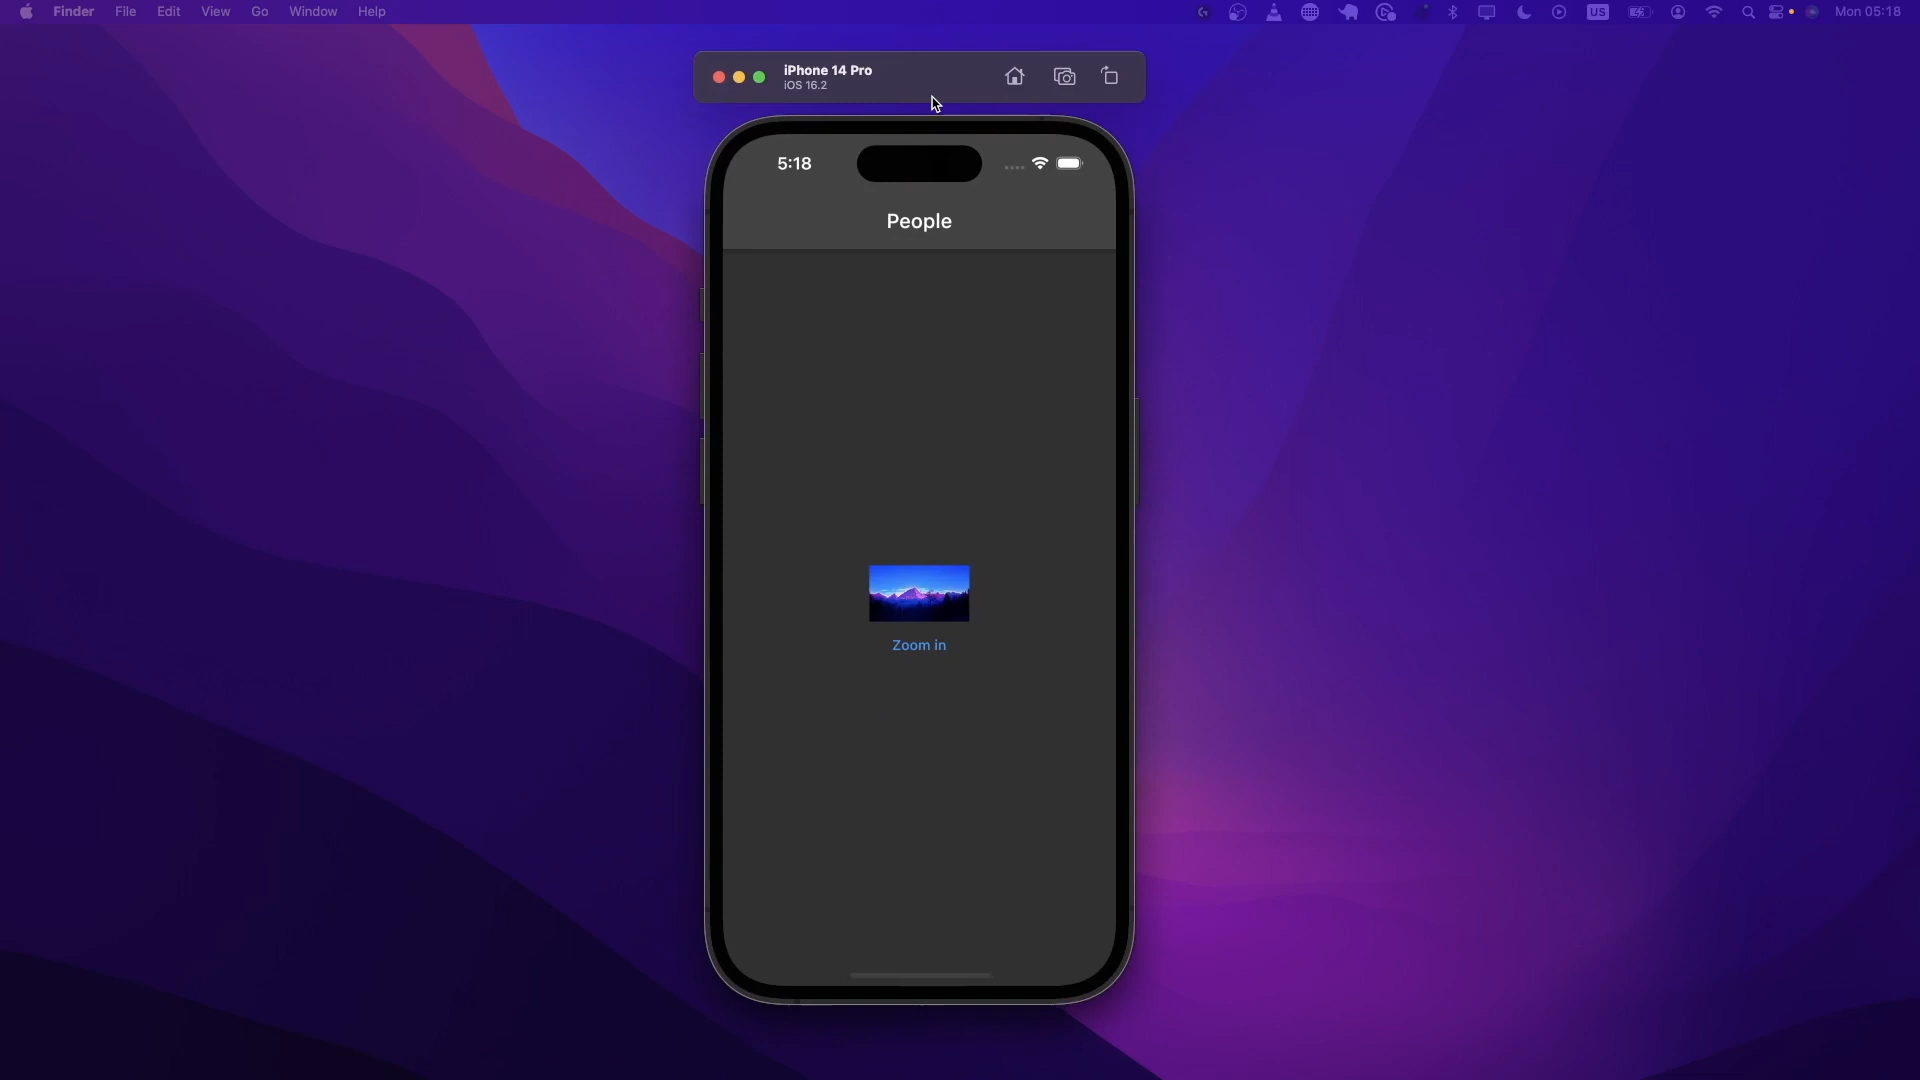 Finder File Edit View Go Window Help US Mon 05:18
iPhone 14 Pro
iOS 16.2
5:18
People
Zoom in